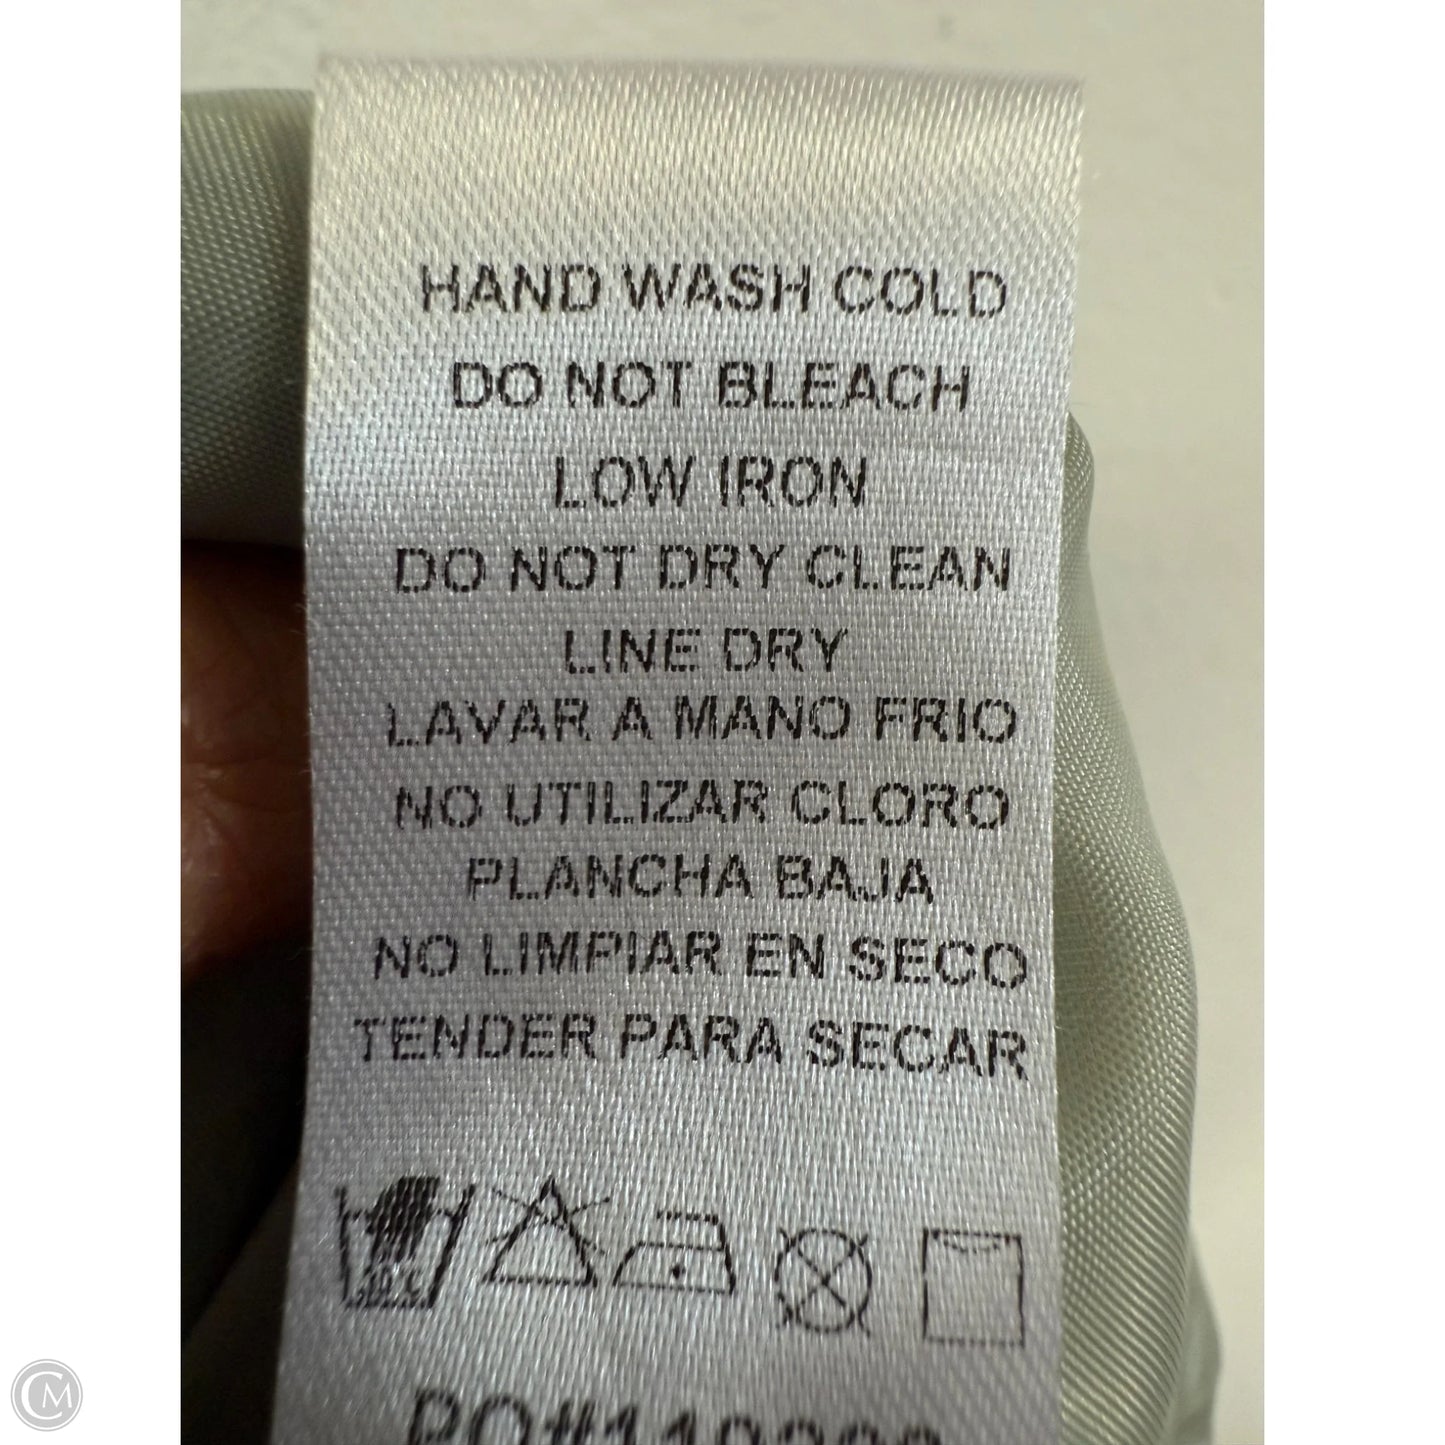 HAND WASH COLD
DO NOT BLEACH
LOW IRON
DO NOT DRY CLEAN
LINE DRY
LAVAR A MANO FRIO
NO UTILIZAR CLORO
PLANCHA BAJA
NO LIMPIAR EN SECO
TENDER PARA SECAR
CM